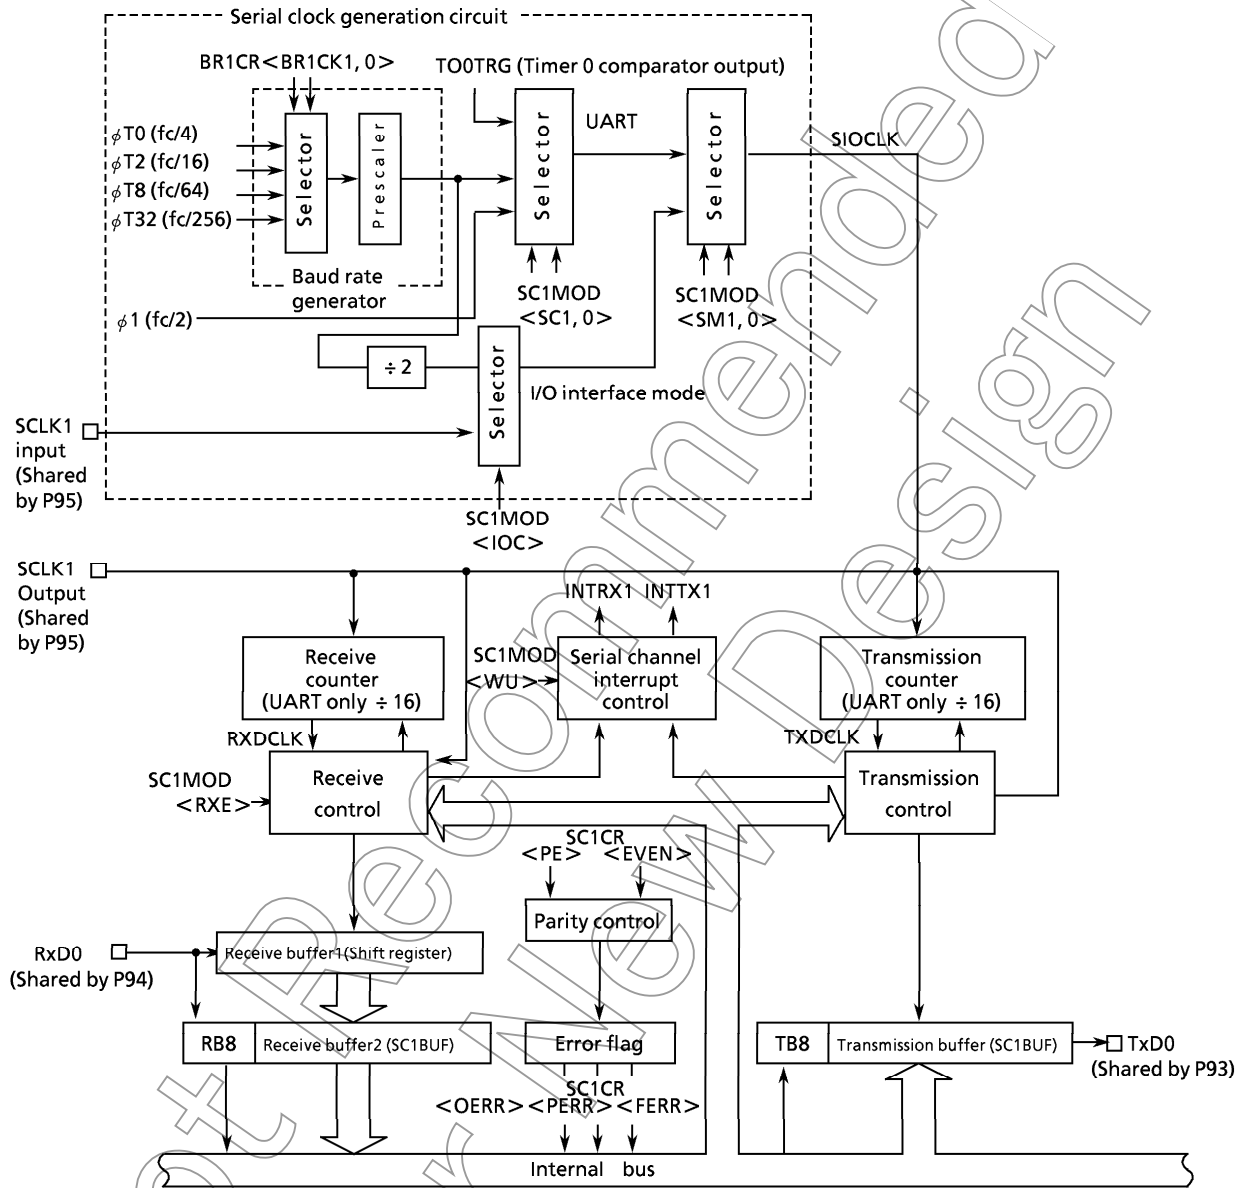 Serial clock generation circuit
BR1CR<BR1CK1, 0>
TO0TRG (Timer 0 comparator output)
UART
SIOCLK
φT0 (fc/4)
φT2 (fc/16)
φT8 (fc/64)
φT32 (fc/256)
Selector
Prescaler
Selector
Selector
Baud rate
generator
SC1MOD
<SC1, 0>
SC1MOD
<SM1, 0>
φ1 (fc/2)
÷2
Selector
I/O interface mode
SCLK1
input
(Shared
by P95)
SC1MOD
<IOC>
SCLK1
Output
(Shared
by P95)
INTRX1 INTTX1
Receive
counter
(UART only ÷ 16)
SC1MOD
<WU>
Serial channel
interrupt
control
Transmission
counter
(UART only ÷ 16)
RXDCLK
TXDCLK
SC1MOD
<RXE>
Receive
control
Transmission
control
SC1CR
<PE> <EVEN>
Parity control
RxD0
(Shared by P94)
Receive buffer1(Shift register)
RB8
Receive buffer2 (SC1BUF)
Error flag
TB8
Transmission buffer (SC1BUF)
TxD0
(Shared by P93)
SC1CR
<OERR> <PERR> <FERR>
Internal bus
ot Recommended
r New Design